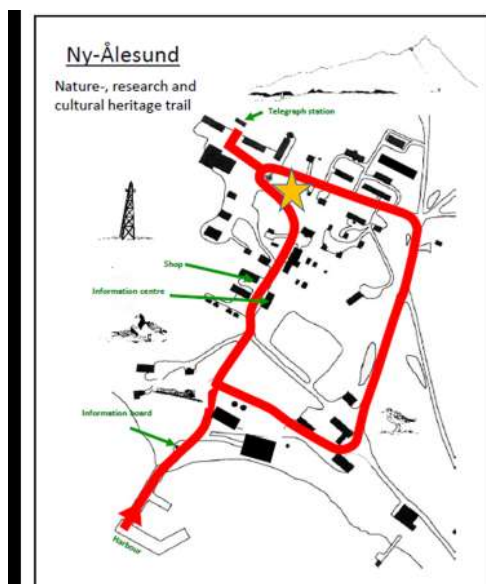 Ny-Ålesund
Nature-, research and
cultural heritage trail
Telegraph station
Shop
Information centre
Information board
Harbour